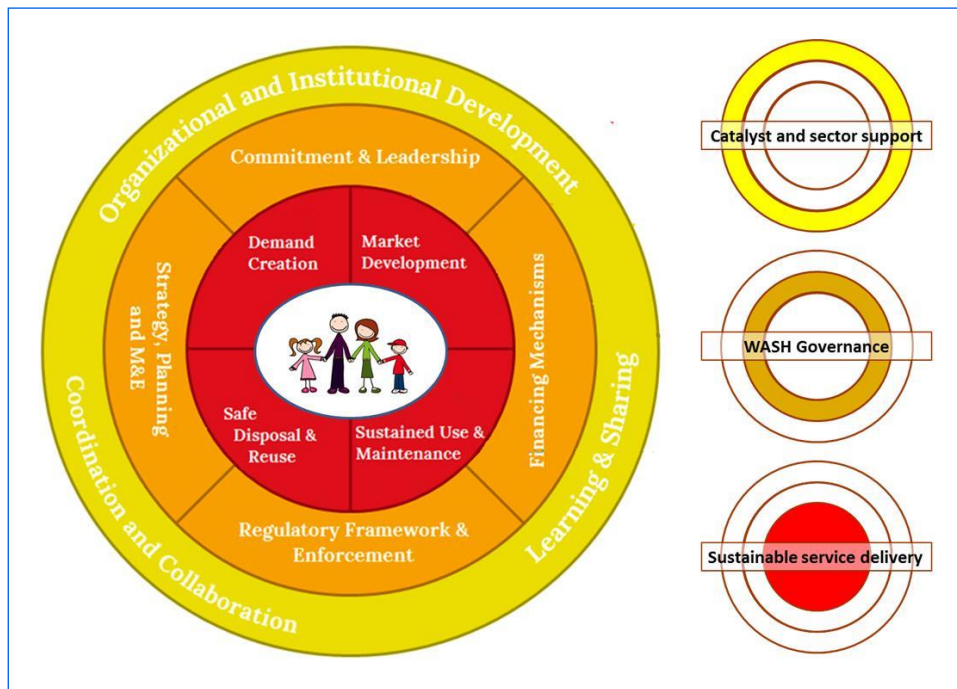 Organizational and Institutional Development
Commitment & Leadership
Demand
Creation
Market
Development
Strategy, Planning
and M&E
Financing Mechanisms
Safe
Disposal &
Reuse
Sustained Use &
Maintenance
Regulatory Framework &
Enforcement
Coordination and Collaboration
Learning & Sharing
Catalyst and sector support
WASH Governance
Sustainable service delivery